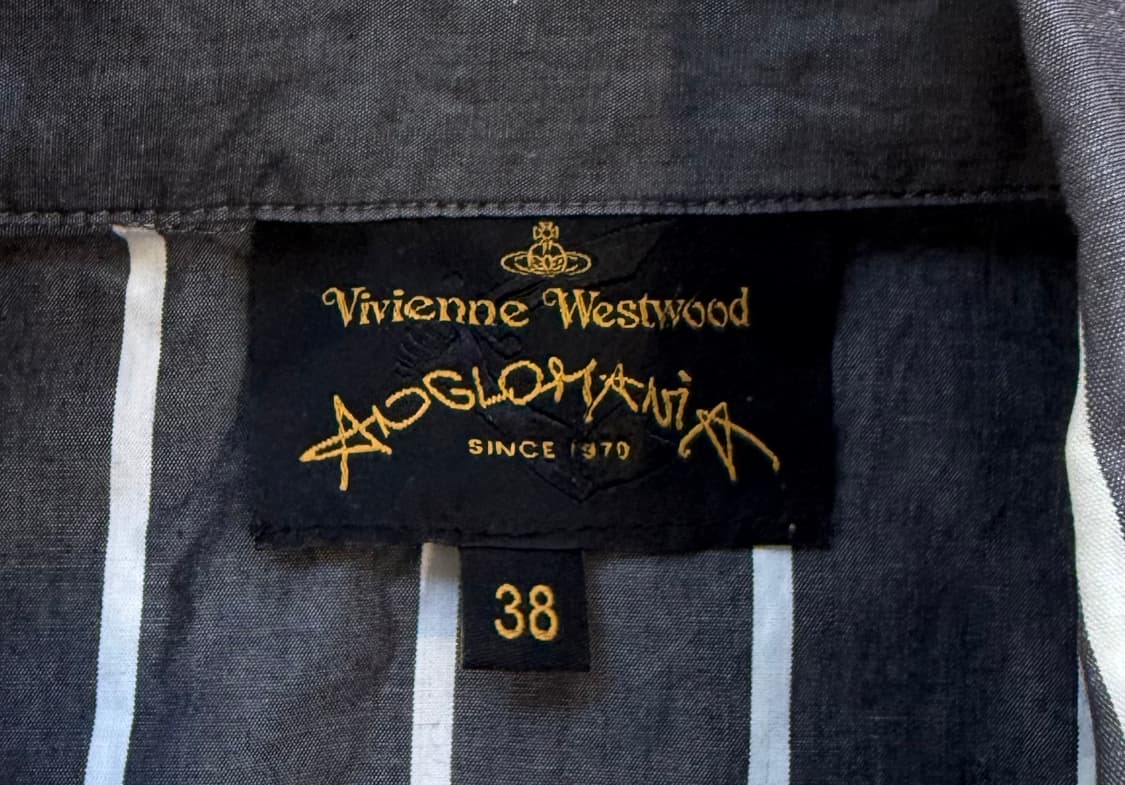 Vivienne Westwood
ANGLOMANiA
SINCE 1970
38